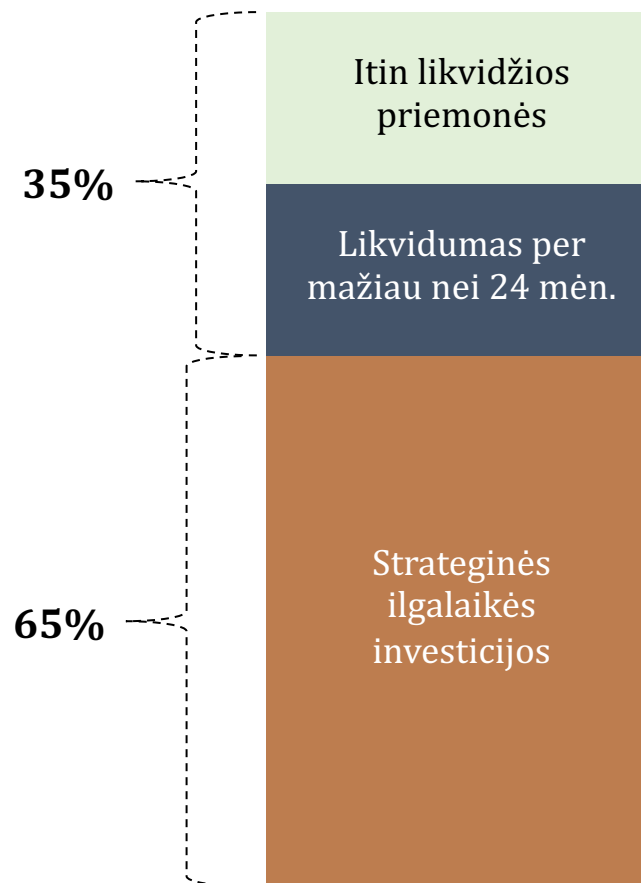 Itin likvidžios
priemonės
35%
Likvidumas per
mažiau nei 24 mėn.
Strateginės
ilgalaikės
investicijos
65%